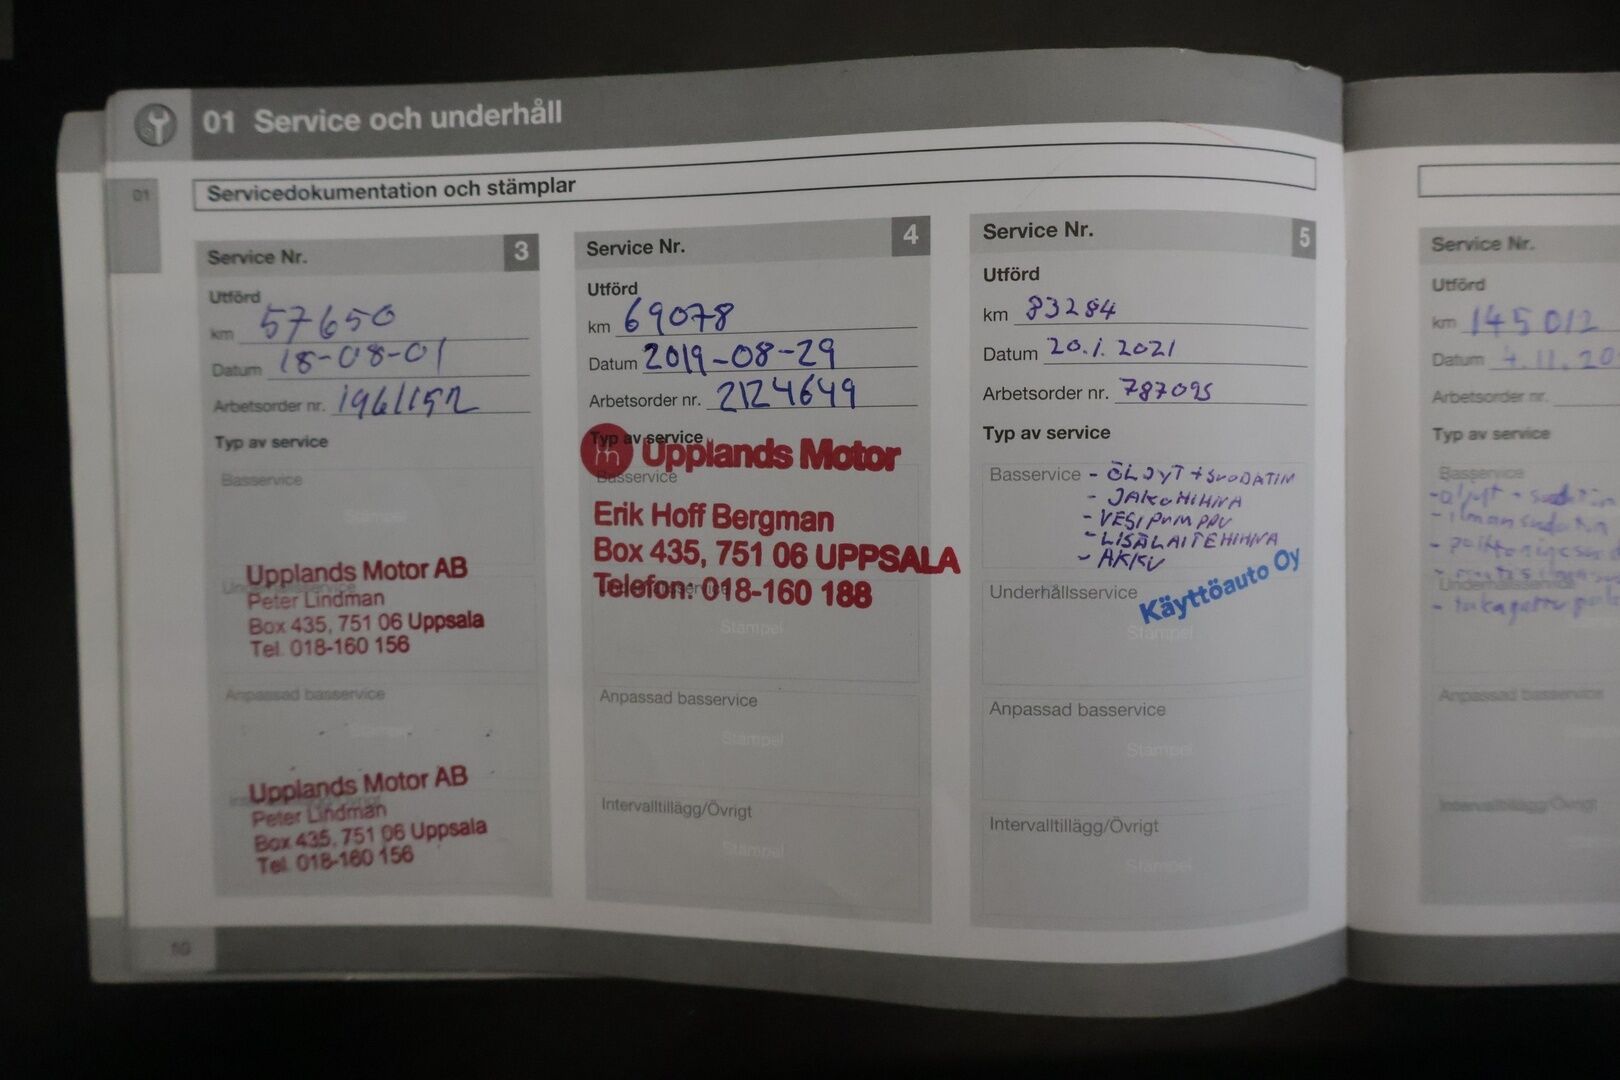 01 Service och underhåll
01
Servicedokumentation och stämplar
Service Nr. 3
Utförd
km 57650
Datum 18-08-01
Arbetsorder nr. 1961152
Typ av service
Basservice
Stämpel
Upplands Motor AB
Peter Lindman
Box 435, 751 06 Uppsala
Tel. 018-160 156
Anpassad basservice
Stämpel
Upplands Motor AB
Peter Lindman
Box 435, 751 06 Uppsala
Tel. 018-160 156
Service Nr. 4
Utförd
km 69078
Datum 2019-08-29
Arbetsorder nr. 2124649
Typ av service
Upplands Motor
Basservice
Erik Hoff Bergman
Box 435, 751 06 UPPSALA
Telefon: 018-160 188
Stämpel
Anpassad basservice
Stämpel
Intervalltillägg/Övrigt
Stämpel
Service Nr. 5
Utförd
km 83284
Datum 20.1.2021
Arbetsorder nr. 787095
Typ av service
Basservice - ÖLJYT + SUODATIN
- JAKOHIHNA
- VESIPUMPPU
- LISÄLAITEHIHNA
- AKKU
Käyttöauto Oy
Underhållsservice
Stämpel
Anpassad basservice
Stämpel
Intervalltillägg/Övrigt
Stämpel
Service Nr.
Utförd
km 145012
Datum 4.11.20
Arbetsorder nr.
Typ av service
Basservice
Underhållsservice
Anpassad basservice
Intervalltillägg/Övrigt